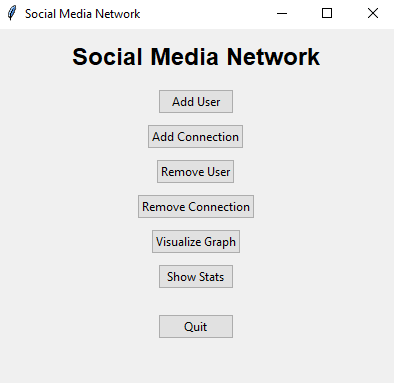 Social Media Network
Social Media Network
Add User
Add Connection
Remove User
Remove Connection
Visualize Graph
Show Stats
Quit